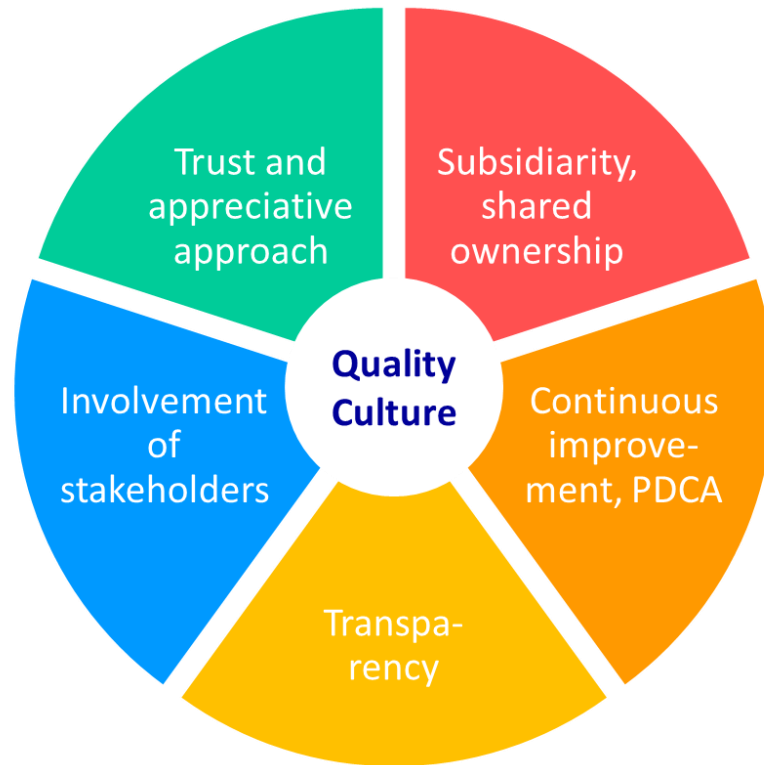 Trust and
appreciative
approach
Subsidiarity,
shared
ownership
Quality
Culture
Involvement
of
stakeholders
Continuous
improve-
ment, PDCA
Transpa-
rency